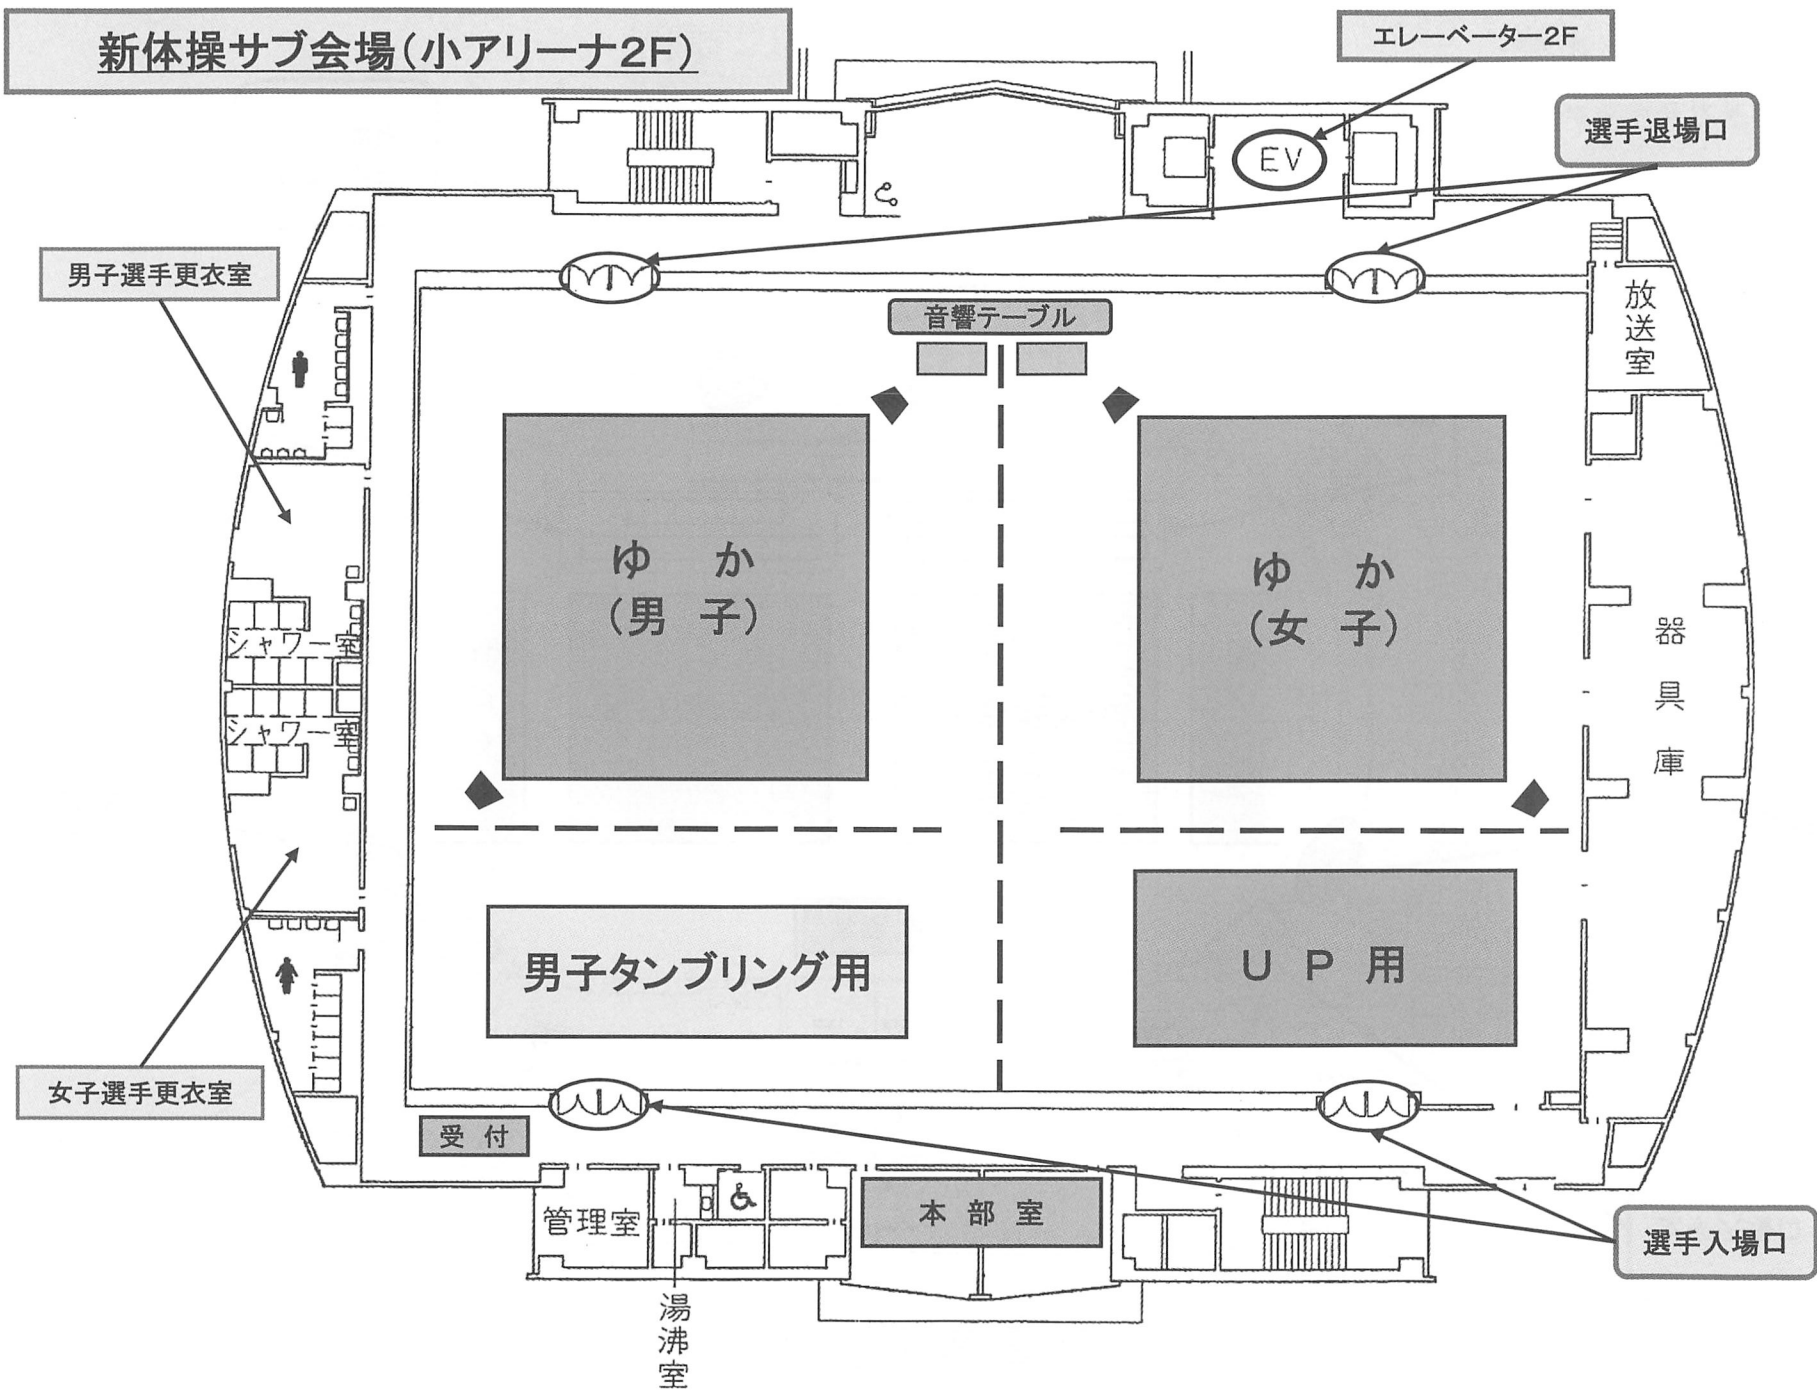 新体操サブ会場(小アリーナ2F)
エレーベーター2F
選手退場口
EV
男子選手更衣室
音響テーブル
放送室
ゆ か
(男 子)
ゆ か
(女 子)
シャワー室
シャワー室
器具庫
男子タンブリング用
UP用
女子選手更衣室
受付
管理室
本部室
選手入場口
湯沸室